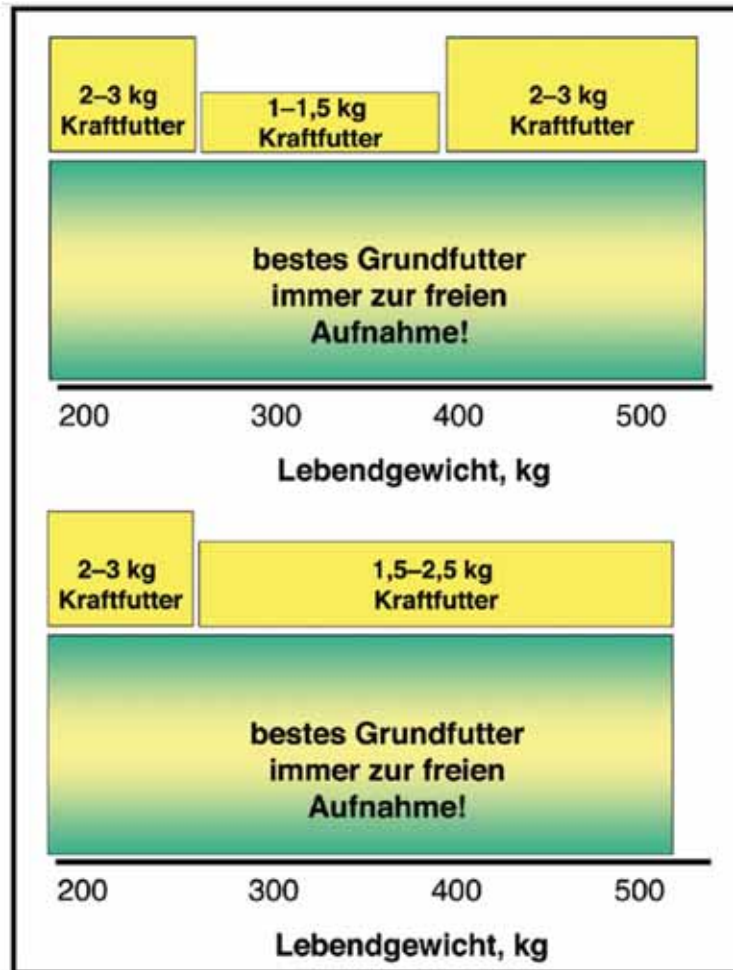 2–3 kg
Kraftfutter
1–1,5 kg
Kraftfutter
2–3 kg
Kraftfutter
bestes Grundfutter
immer zur freien
Aufnahme!
200 300 400 500
Lebendgewicht, kg
2–3 kg
Kraftfutter
1,5–2,5 kg
Kraftfutter
bestes Grundfutter
immer zur freien
Aufnahme!
200 300 400 500
Lebendgewicht, kg